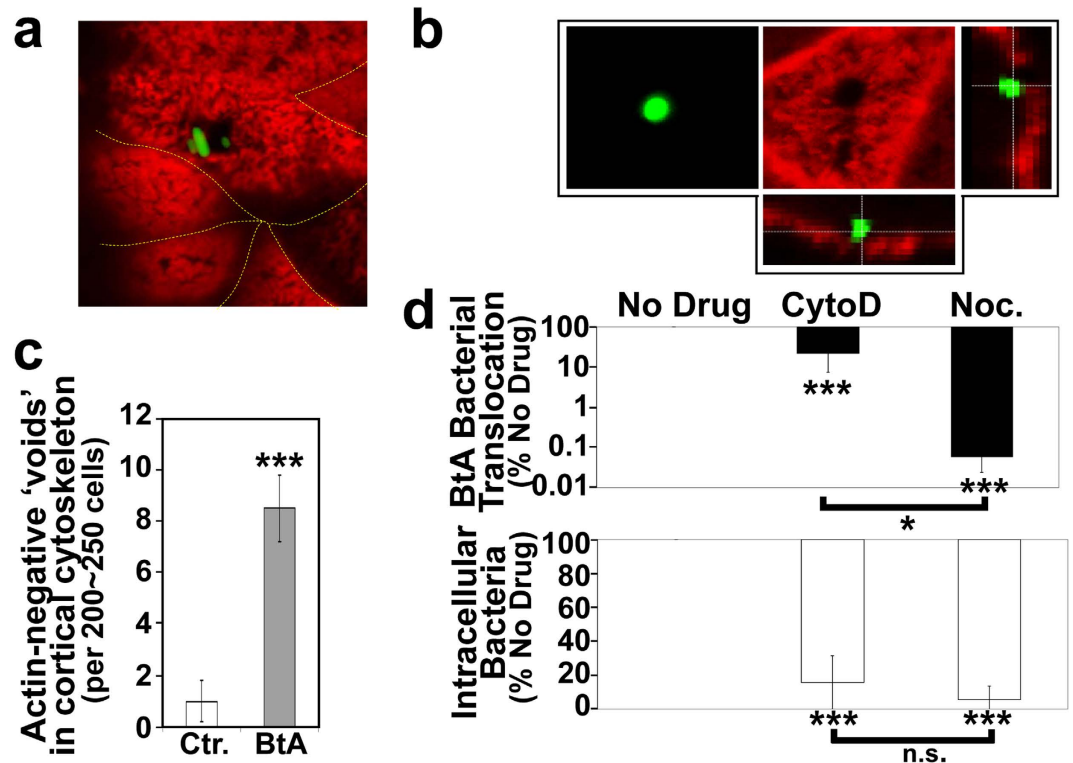 a
b
c
Actin-negative 'voids'
in cortical cytoskeleton
(per 200~250 cells)
12
10
8
6
4
2
0
***
Ctr.
BtA
d
No Drug
CytoD
Noc.
BtA Bacterial
Translocation
(% No Drug)
100
10
1
0.1
0.01
***
***
*
Intracellular
Bacteria
(% No Drug)
100
80
60
40
20
0
***
***
n.s.